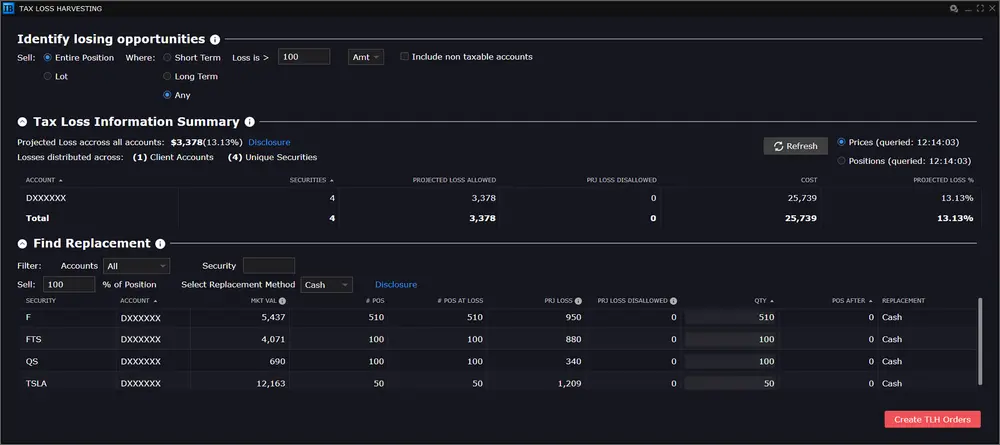 IB TAX LOSS HARVESTING
Identify losing opportunities
Sell: Entire Position Where: Short Term Loss is > 100 Amt Include non taxable accounts
Lot Long Term
Any
Tax Loss Information Summary
Projected Loss accross all accounts: $3,378(13.13%) Disclosure
Losses distributed across: (1) Client Accounts (4) Unique Securities
Refresh
Prices (queried: 12:14:03)
Positions (queried: 12:14:03)
ACCOUNT SECURITIES PROJECTED LOSS ALLOWED PRJ LOSS DISALLOWED COST PROJECTED LOSS %
DXXXXXX 4 3,378 0 25,739 13.13%
Total 4 3,378 0 25,739 13.13%
Find Replacement
Filter: Accounts All Security
Sell: 100 % of Position Select Replacement Method Cash Disclosure
SECURITY ACCOUNT MKT VAL # POS # POS AT LOSS PRJ LOSS PRJ LOSS DISALLOWED QTY POS AFTER REPLACEMENT
F DXXXXXX 5,437 510 510 950 0 510 0 Cash
FTS DXXXXXX 4,071 100 100 880 0 100 0 Cash
QS DXXXXXX 690 100 100 340 0 100 0 Cash
TSLA DXXXXXX 12,163 50 50 1,209 0 50 0 Cash
Create TLH Orders